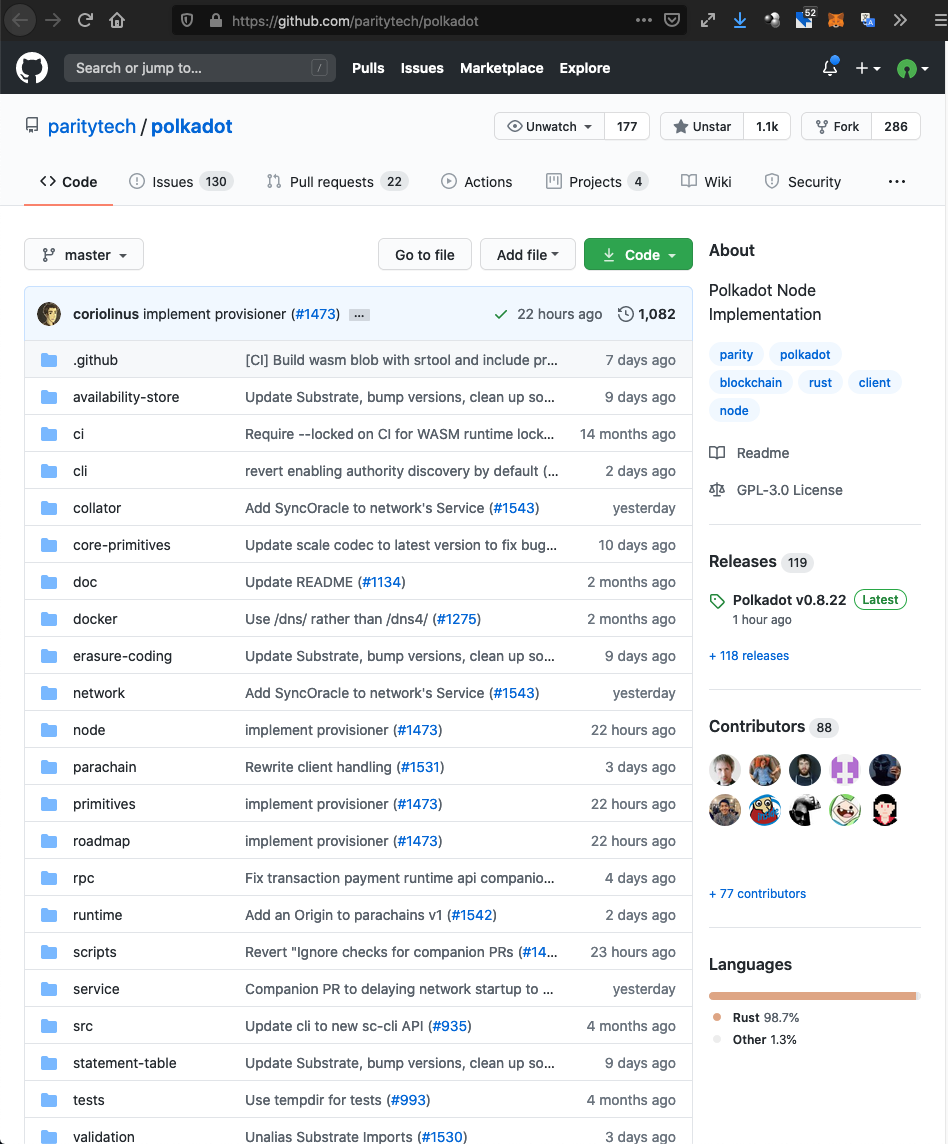 https://github.com/paritytech/polkadot
52
Search or jump to... /
Pulls Issues Marketplace Explore
paritytech / polkadot
Unwatch 177
Unstar 1.1k
Fork 286
Code
Issues 130
Pull requests 22
Actions
Projects 4
Wiki
Security
master
Go to file
Add file
Code
coriolinus implement provisioner (#1473) ... 22 hours ago 1,082
.github [CI] Build wasm blob with srtool and include pr... 7 days ago
availability-store Update Substrate, bump versions, clean up so... 9 days ago
ci Require --locked on CI for WASM runtime lock... 14 months ago
cli revert enabling authority discovery by default (... 2 days ago
collator Add SyncOracle to network's Service (#1543) yesterday
core-primitives Update scale codec to latest version to fix bug... 10 days ago
doc Update README (#1134) 2 months ago
docker Use /dns/ rather than /dns4/ (#1275) 2 months ago
erasure-coding Update Substrate, bump versions, clean up so... 9 days ago
network Add SyncOracle to network's Service (#1543) yesterday
node implement provisioner (#1473) 22 hours ago
parachain Rewrite client handling (#1531) 3 days ago
primitives implement provisioner (#1473) 22 hours ago
roadmap implement provisioner (#1473) 22 hours ago
rpc Fix transaction payment runtime api companio... 4 days ago
runtime Add an Origin to parachains v1 (#1542) 2 days ago
scripts Revert "Ignore checks for companion PRs (#14... 23 hours ago
service Companion PR to delaying network startup to ... yesterday
src Update cli to new sc-cli API (#935) 4 months ago
statement-table Update Substrate, bump versions, clean up so... 9 days ago
tests Use tempdir for tests (#993) 4 months ago
validation Unalias Substrate Imports (#1530) 3 days ago
About
Polkadot Node
Implementation
parity polkadot
blockchain rust client
node
Readme
GPL-3.0 License
Releases 119
Polkadot v0.8.22 Latest
1 hour ago
+ 118 releases
Contributors 88
+ 77 contributors
Languages
Rust 98.7%
Other 1.3%